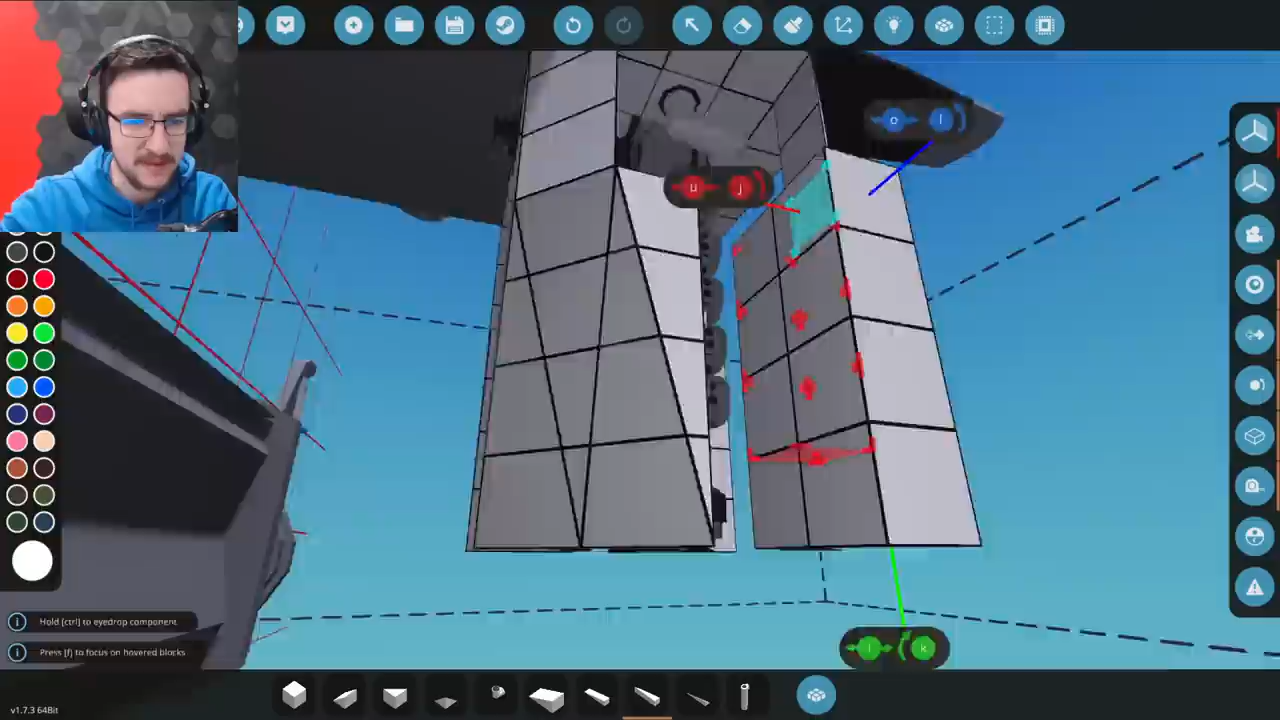 o l
u j
Hold [ctrl] to eyedrop component
Press [f] to focus on hovered blocks
i k
v1.7.3 64Bit